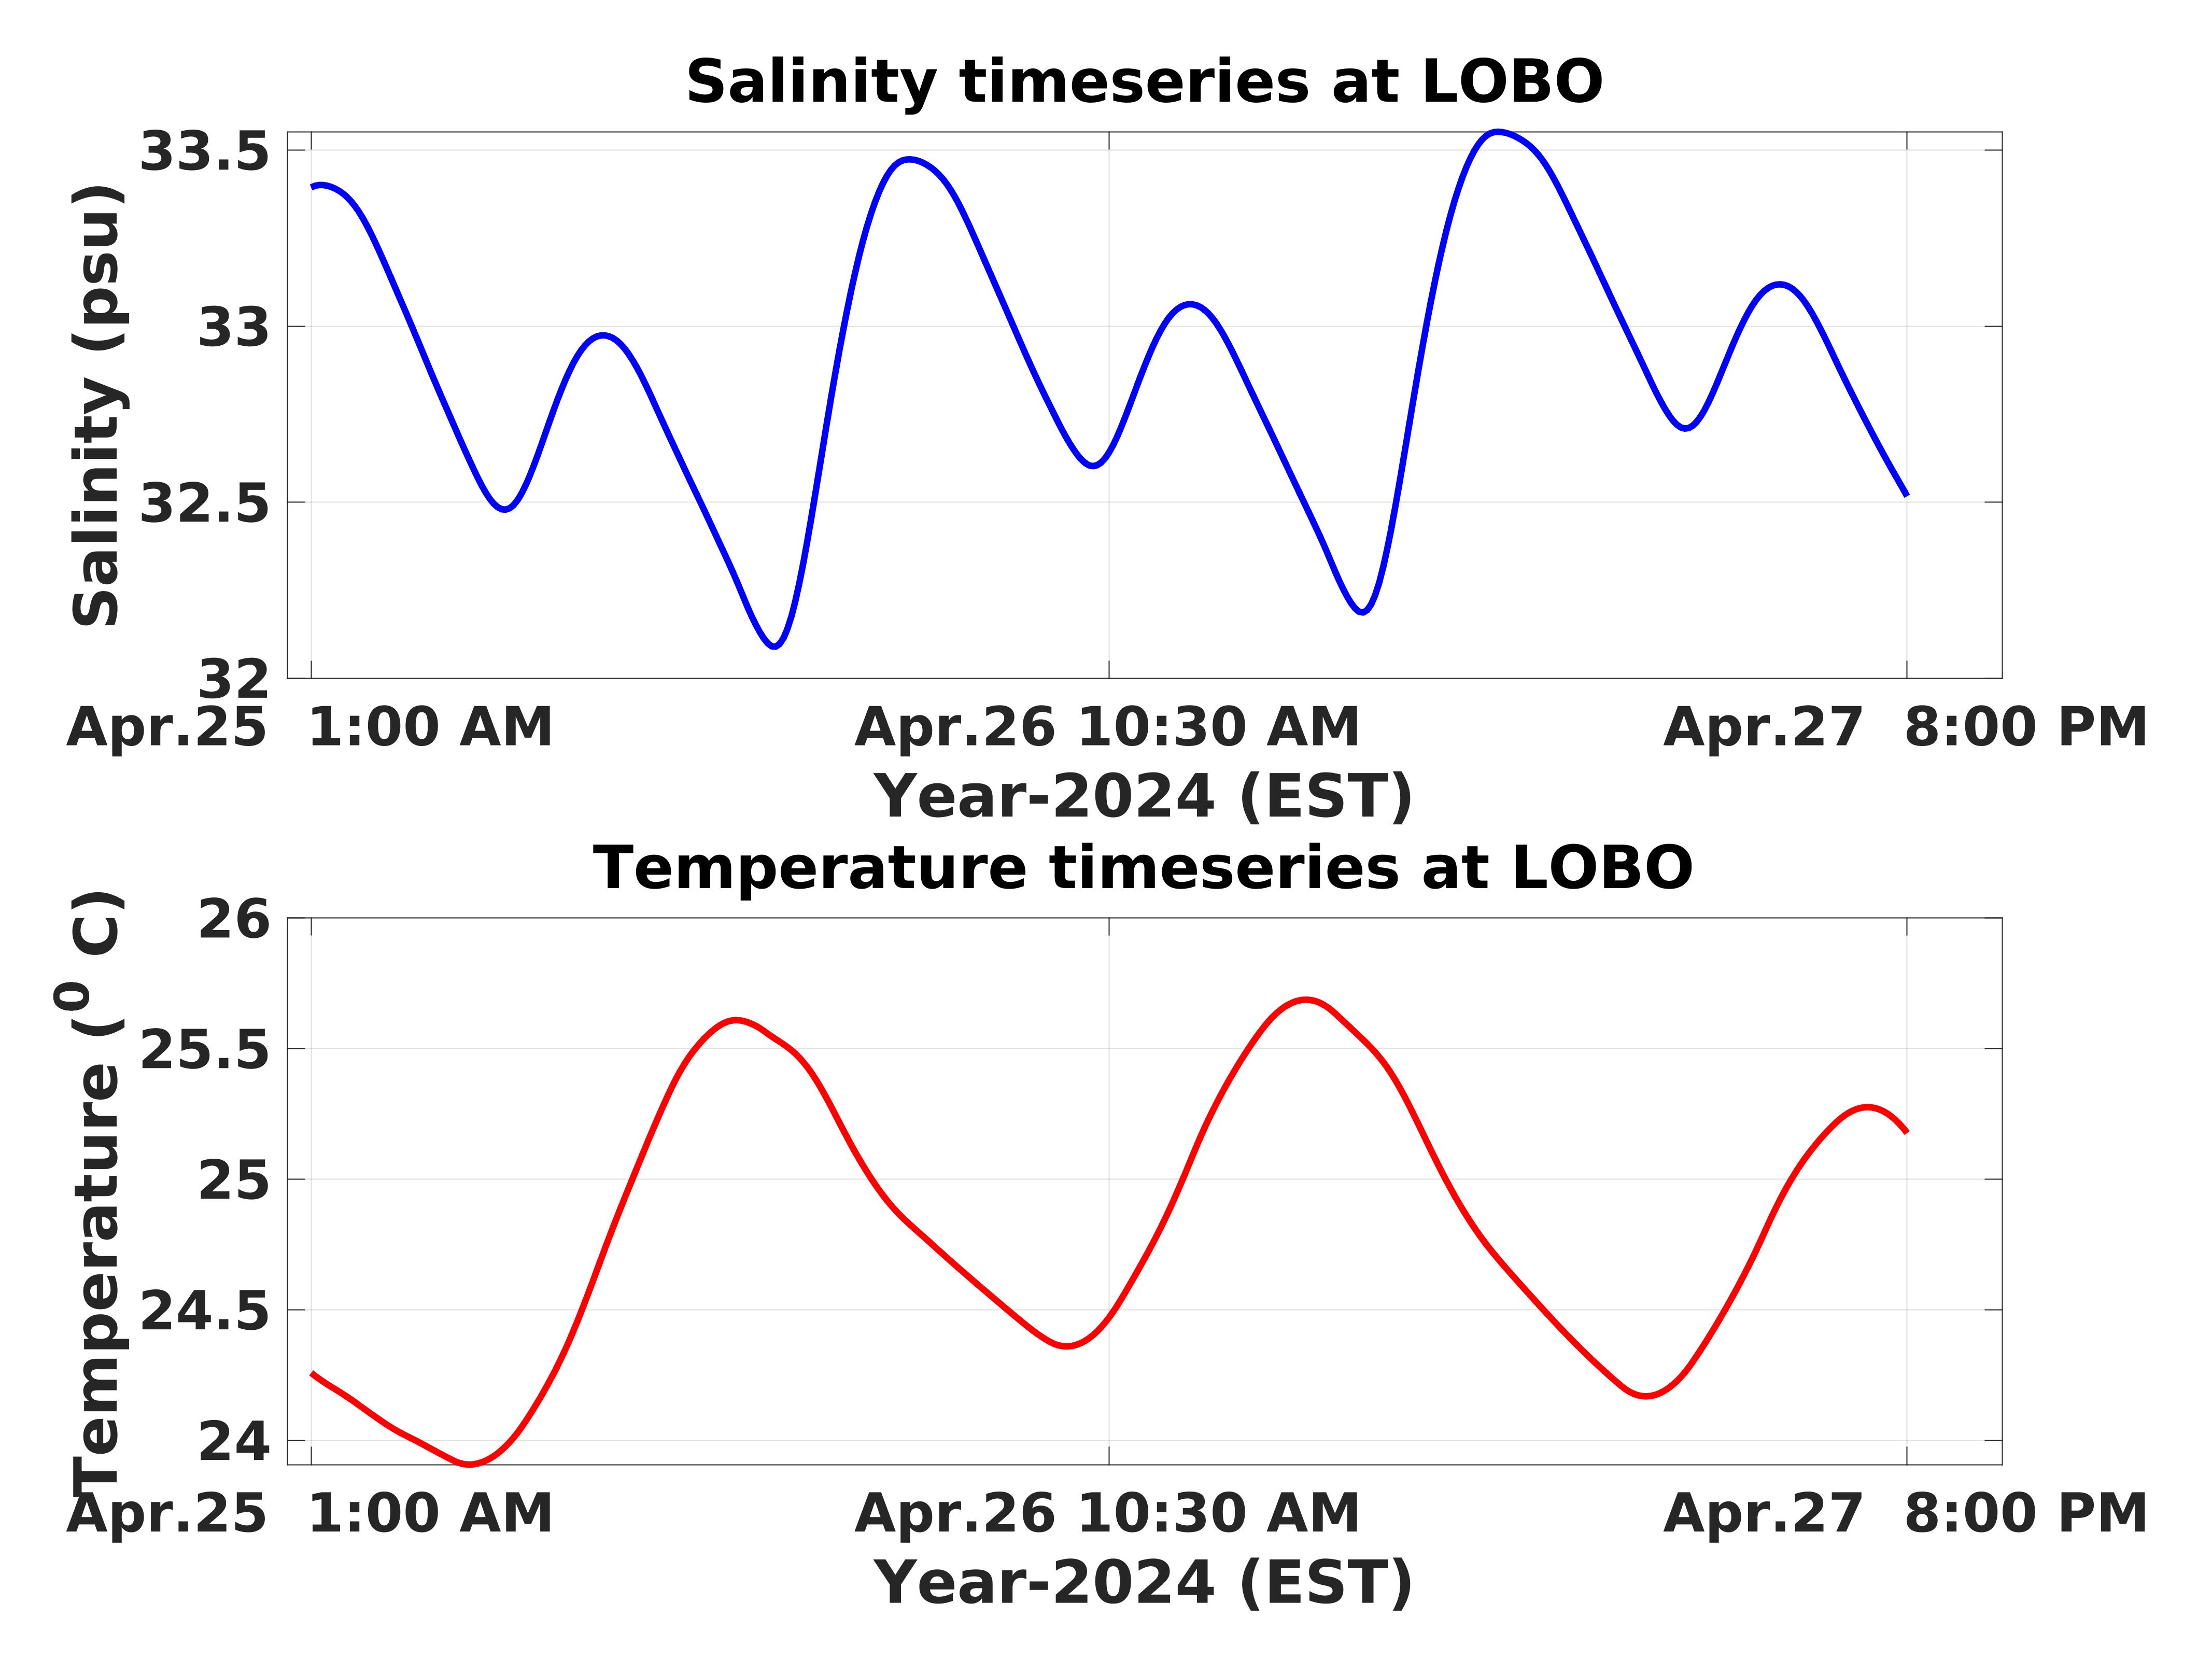 Salinity timeseries at LOBO
Salinity (psu)
33.5
33
32.5
32
Apr.25 1:00 AM
Apr.26 10:30 AM
Apr.27 8:00 PM
Year-2024 (EST)
Temperature timeseries at LOBO
Temperature (⁰ C)
26
25.5
25
24.5
24
Apr.25 1:00 AM
Apr.26 10:30 AM
Apr.27 8:00 PM
Year-2024 (EST)